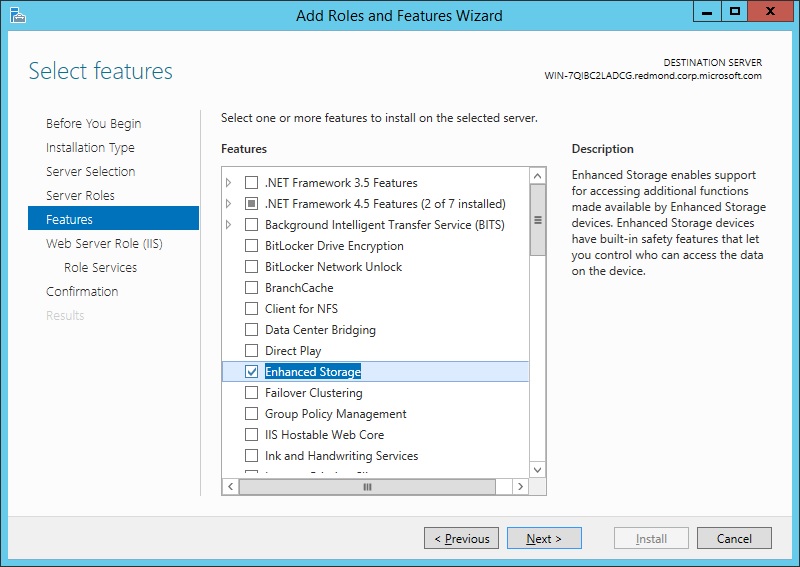 Add Roles and Features Wizard
Select features
DESTINATION SERVER
WIN-7QIBC2LADCG.redmond.corp.microsoft.com
Before You Begin
Installation Type
Server Selection
Server Roles
Features
Web Server Role (IIS)
Role Services
Confirmation
Results
Select one or more features to install on the selected server.
Features
.NET Framework 3.5 Features
.NET Framework 4.5 Features (2 of 7 installed)
Background Intelligent Transfer Service (BITS)
BitLocker Drive Encryption
BitLocker Network Unlock
BranchCache
Client for NFS
Data Center Bridging
Direct Play
Enhanced Storage
Failover Clustering
Group Policy Management
IIS Hostable Web Core
Ink and Handwriting Services
Description
Enhanced Storage enables support
for accessing additional functions
made available by Enhanced Storage
devices. Enhanced Storage devices
have built-in safety features that let
you control who can access the data
on the device.
< Previous
Next >
Install
Cancel